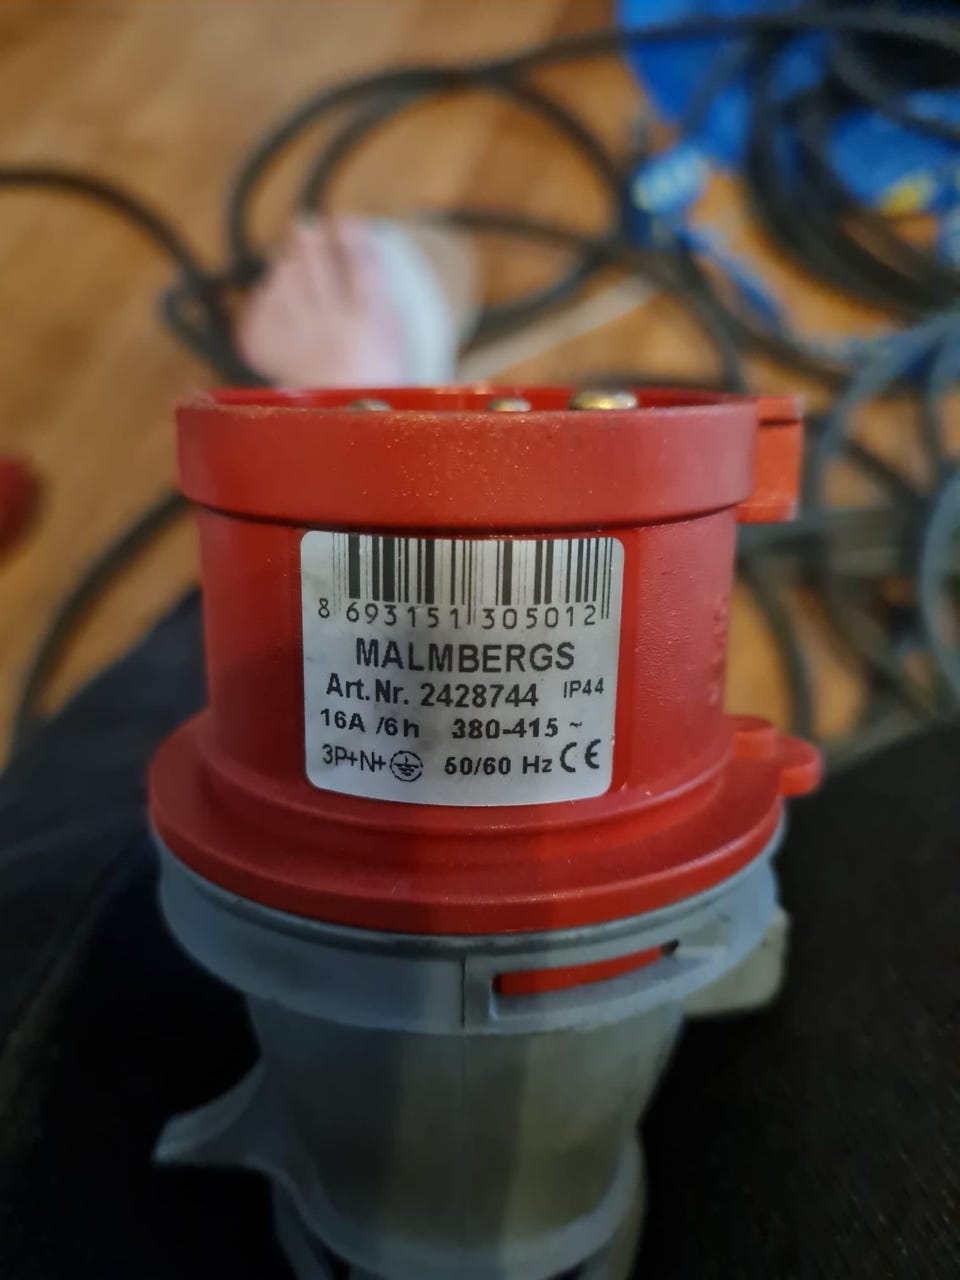 8 693151 305012
MALMBERGS
Art.Nr. 2428744 IP44
16A /6h 380-415 ~
3P+N+⏚ 50/60 Hz CE